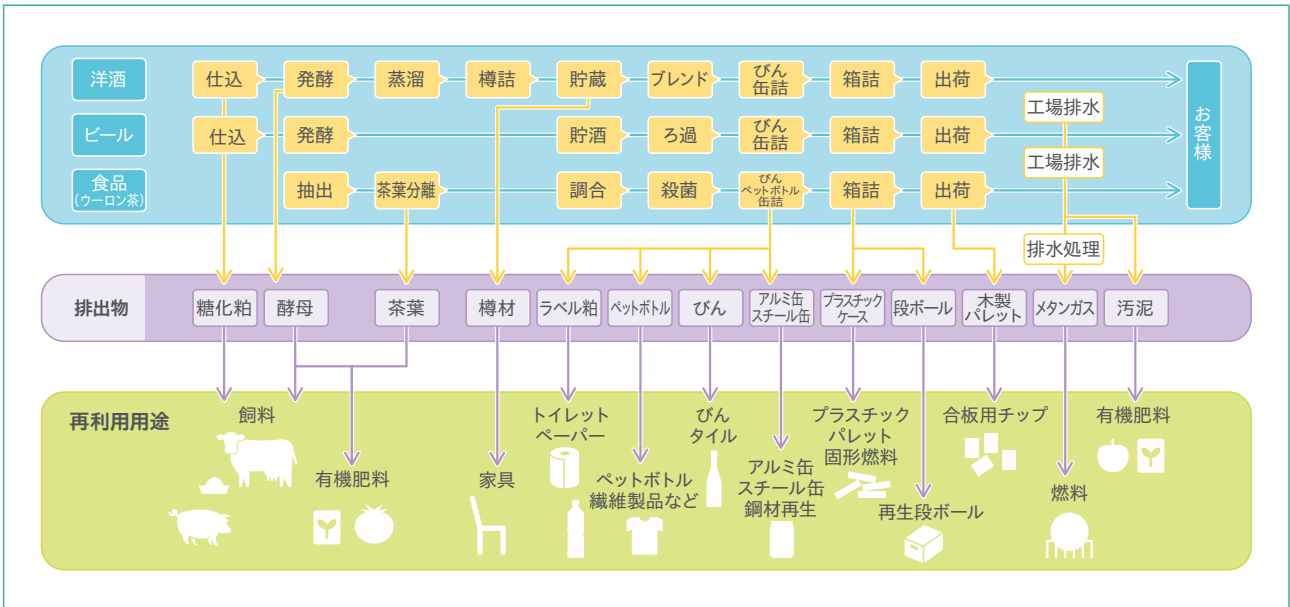 洋酒
仕込
発酵
蒸溜
樽詰
貯蔵
ブレンド
びん
缶詰
箱詰
出荷
工場排水
お客様
ビール
仕込
発酵
貯酒
ろ過
びん
缶詰
箱詰
出荷
工場排水
食品
(ウーロン茶)
抽出
茶葉分離
調合
殺菌
びん
ペットボトル
缶詰
箱詰
出荷
排水処理
排出物
糖化粕
酵母
茶葉
樽材
ラベル粕
ペットボトル
びん
アルミ缶
スチール缶
プラスチック
ケース
段ボール
木製
パレット
メタンガス
汚泥
再利用用途
飼料
有機肥料
家具
トイレット
ペーパー
ペットボトル
繊維製品など
びん
タイル
アルミ缶
スチール缶
鋼材再生
プラスチック
パレット
固形燃料
再生段ボール
合板用チップ
燃料
有機肥料